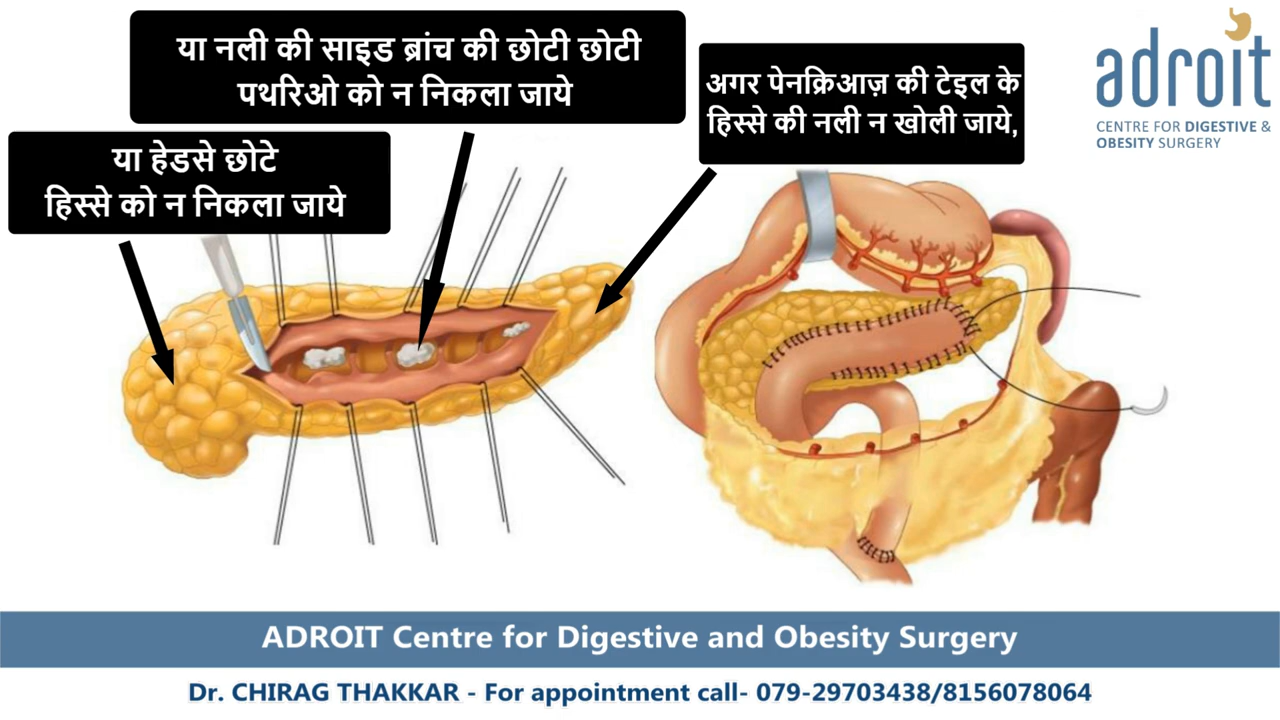 या नली की साइड ब्रांच की छोटी छोटी
पथरिओ को न निकला जाये
अगर पेनक्रिआज़ की टेइल के
हिस्से की नली न खोली जाये,
या हेडसे छोटे
हिस्से को न निकला जाये
adroit
CENTRE FOR DIGESTIVE &
OBESITY SURGERY
ADROIT Centre for Digestive and Obesity Surgery
Dr. CHIRAG THAKKAR - For appointment call- 079-29703438/8156078064